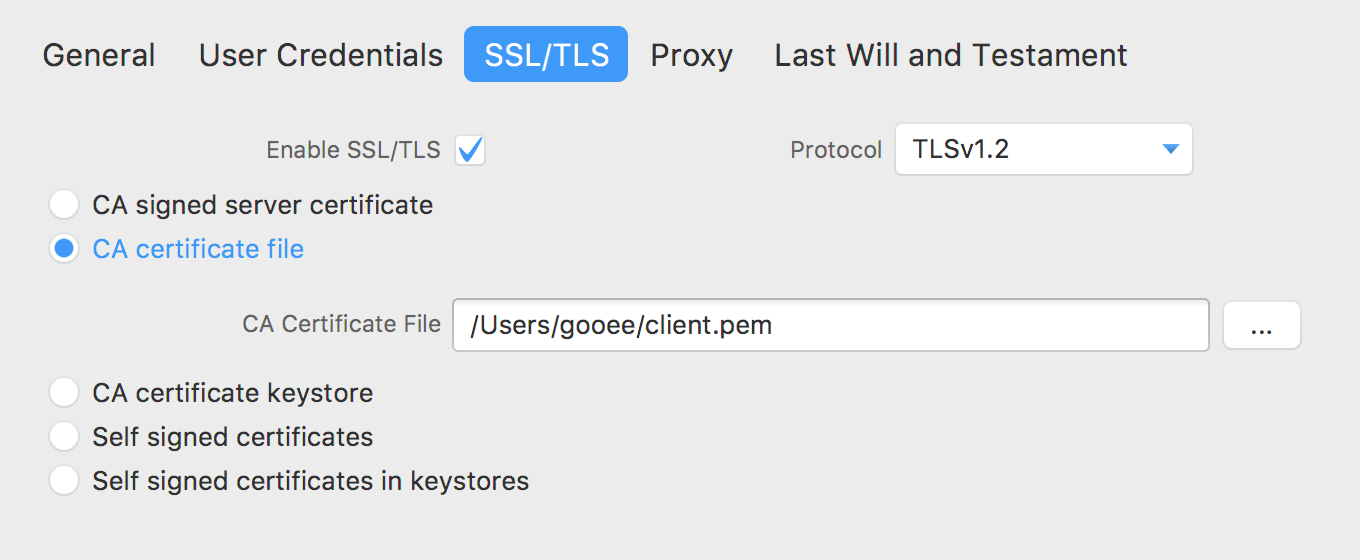 General User Credentials SSL/TLS Proxy Last Will and Testament
Enable SSL/TLS Protocol TLSv1.2
CA signed server certificate
CA certificate file
CA Certificate File /Users/gooee/client.pem ...
CA certificate keystore
Self signed certificates
Self signed certificates in keystores